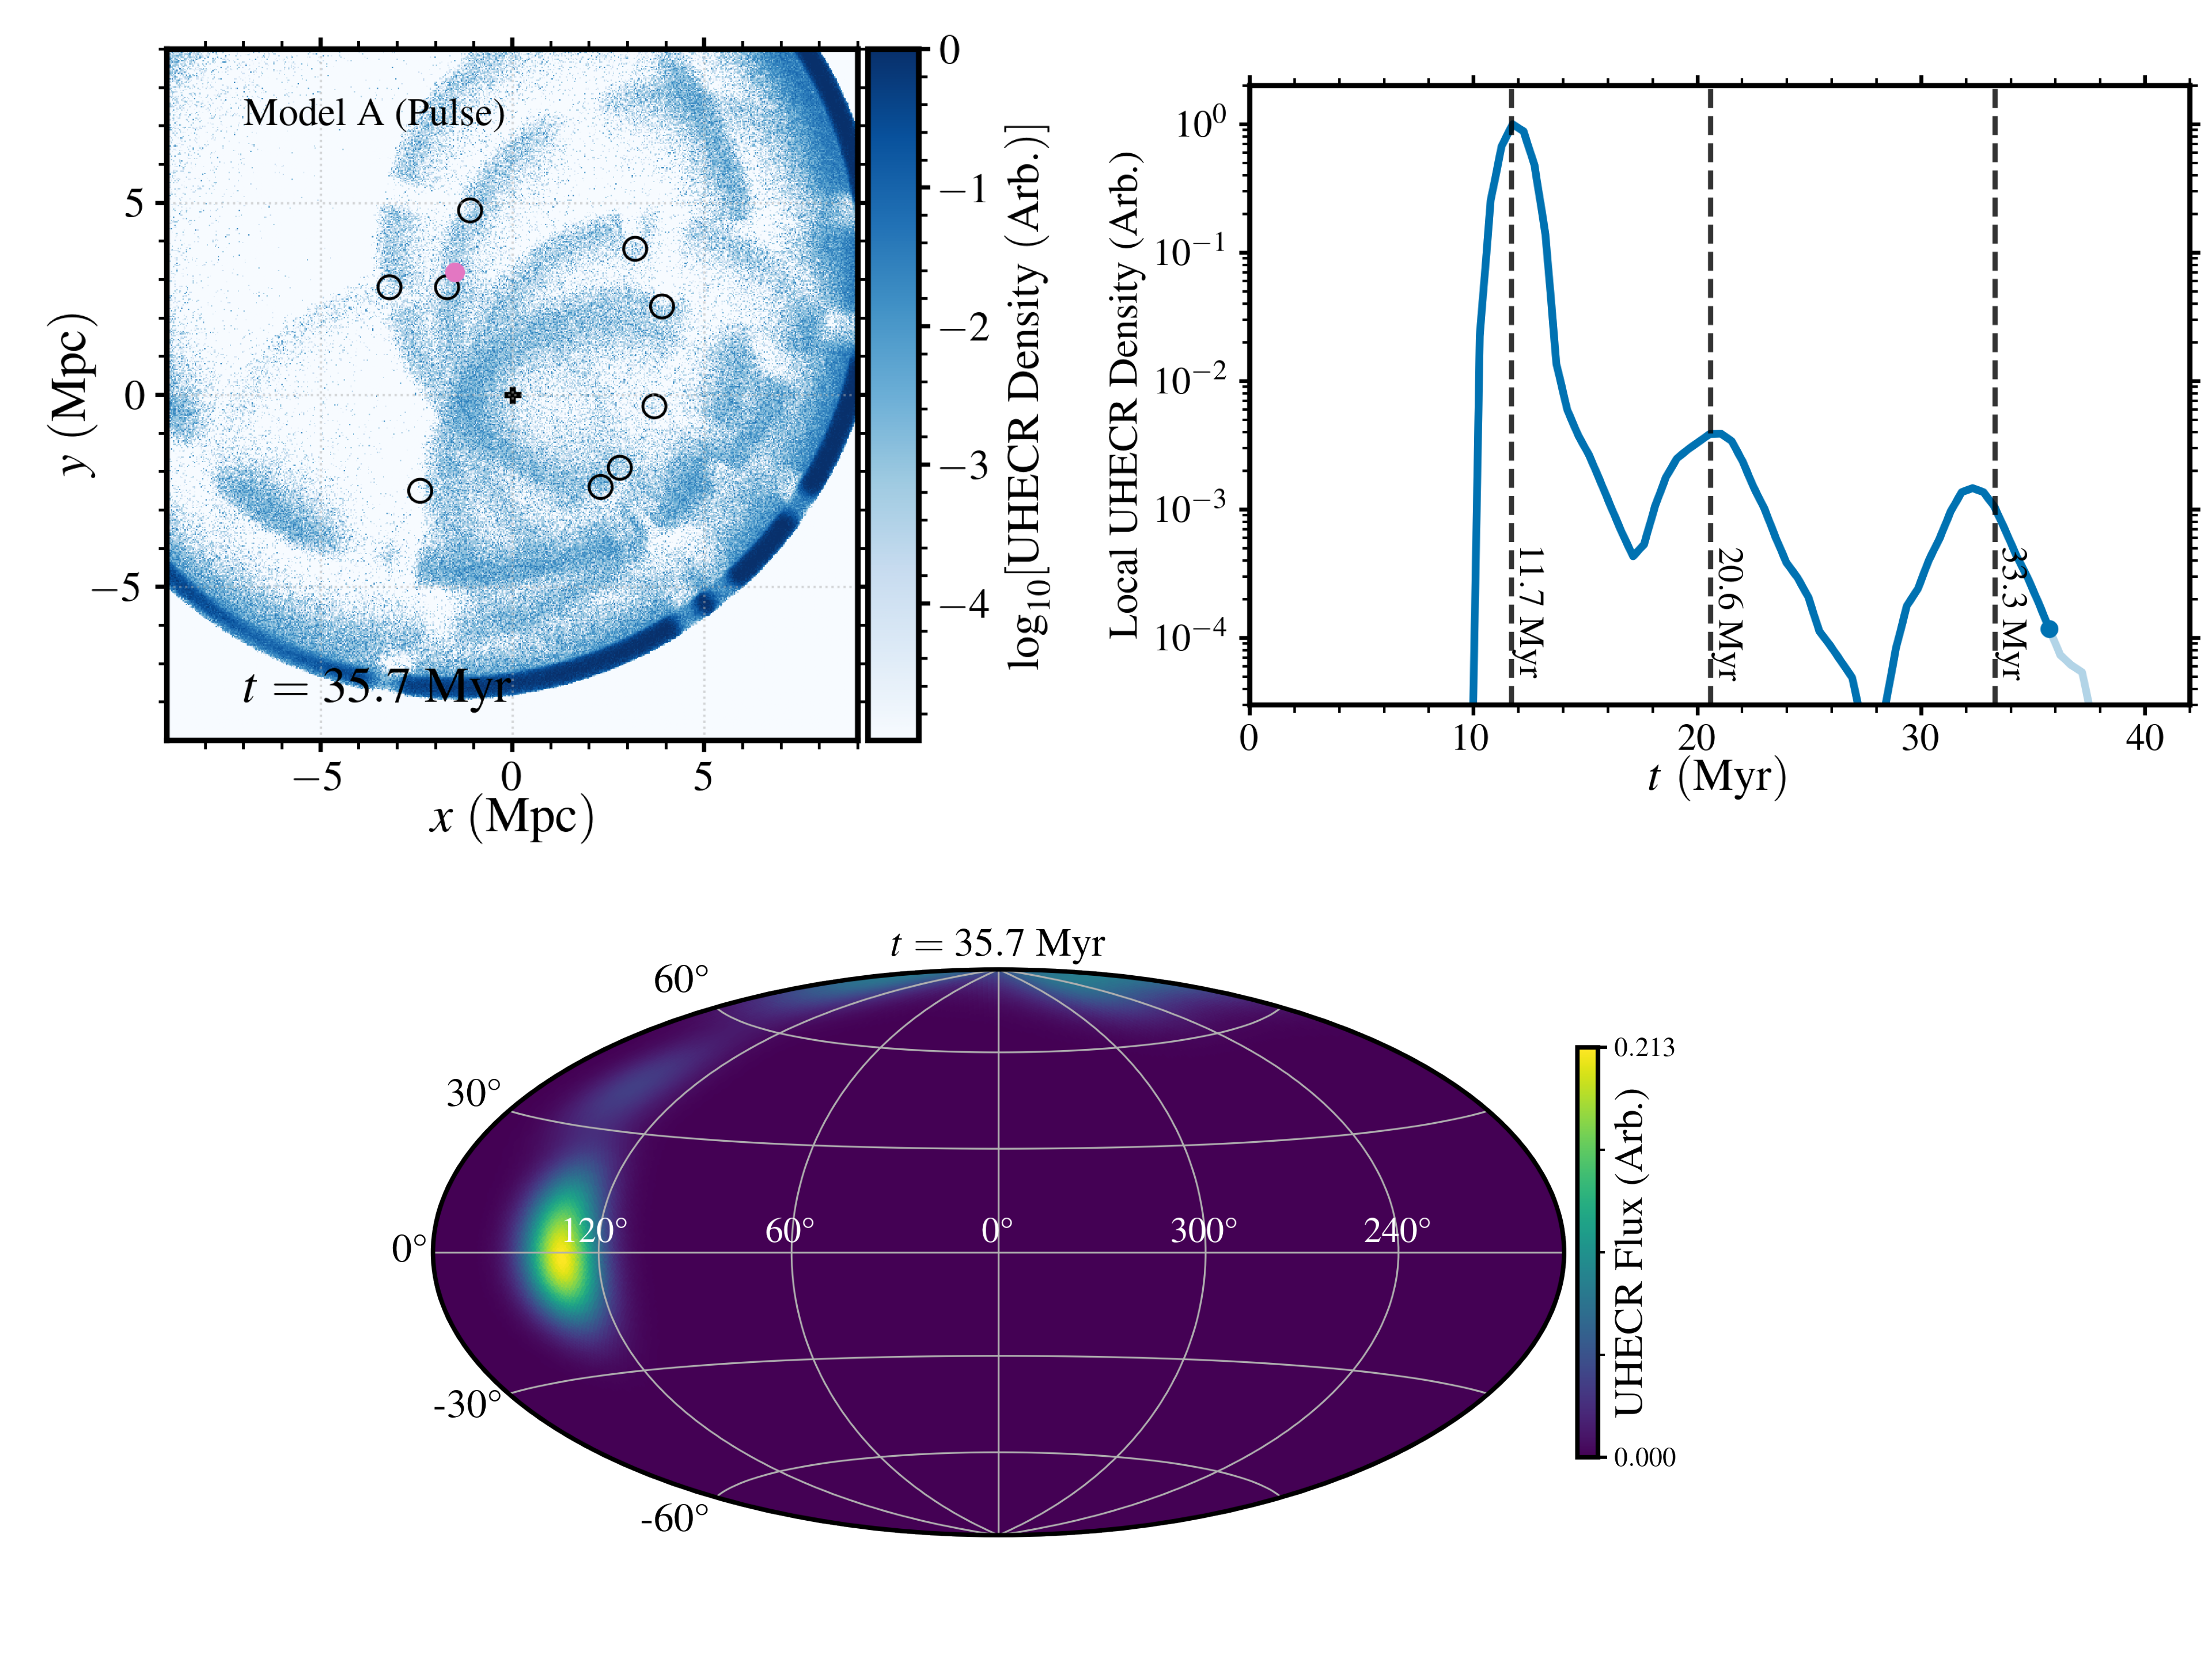 Model A (Pulse)
t = 35.7 Myr
5
0
−5
y (Mpc)
−5
0
5
x (Mpc)
0
−1
−2
−3
−4
log₁₀[UHECR Density (Arb.)]
10⁰
10⁻¹
10⁻²
10⁻³
10⁻⁴
Local UHECR Density (Arb.)
11.7 Myr
20.6 Myr
33.3 Myr
0
10
20
30
40
t (Myr)
t = 35.7 Myr
60°
30°
0°
-30°
-60°
120°
60°
0°
300°
240°
0.213
0.000
UHECR Flux (Arb.)